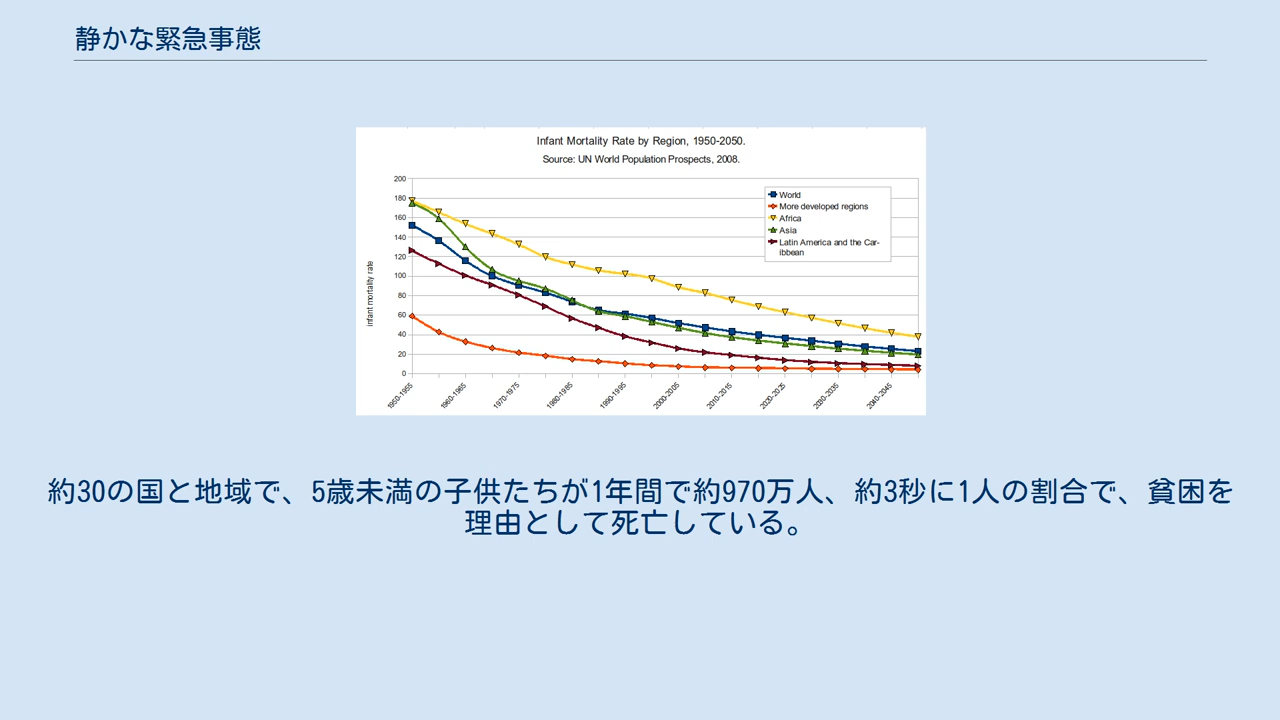 静かな緊急事態
Infant Mortality Rate by Region, 1950-2050.
Source: UN World Population Prospects, 2008.
infant mortality rate
200
180
160
140
120
100
80
60
40
20
0
World
More developed regions
Africa
Asia
Latin America and the Car-
ibbean
1950-1955
1960-1965
1970-1975
1980-1985
1990-1995
2000-2005
2010-2015
2020-2025
2030-2035
2040-2045
約30の国と地域で、5歳未満の子供たちが1年間で約970万人、約3秒に1人の割合で、貧困を
理由として死亡している。